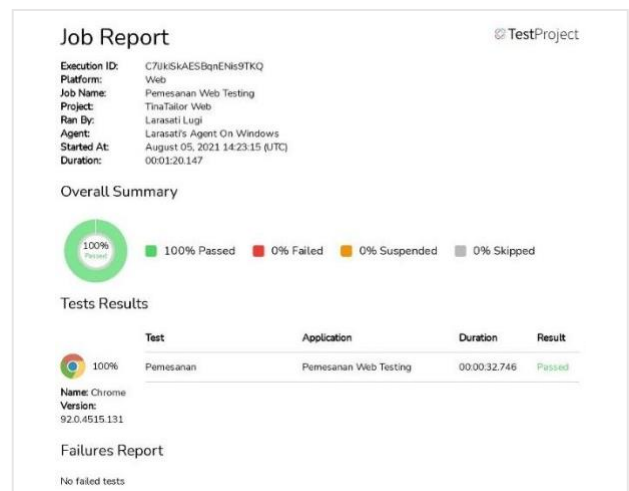 Job Report
TestProject
Execution ID: C7UkiSkAESBqnENis9TKQ
Platform: Web
Job Name: Pemesanan Web Testing
Project: TinaTailor Web
Ran By: Larasati Lugi
Agent: Larasati's Agent On Windows
Started At: August 05, 2021 14:23:15 (UTC)
Duration: 00:01:20.147
Overall Summary
100%
Passed
100% Passed 0% Failed 0% Suspended 0% Skipped
Tests Results
Test Application Duration Result
100% Pemesanan Pemesanan Web Testing 00:00:32.746 Passed
Name: Chrome
Version:
92.0.4515.131
Failures Report
No failed tests